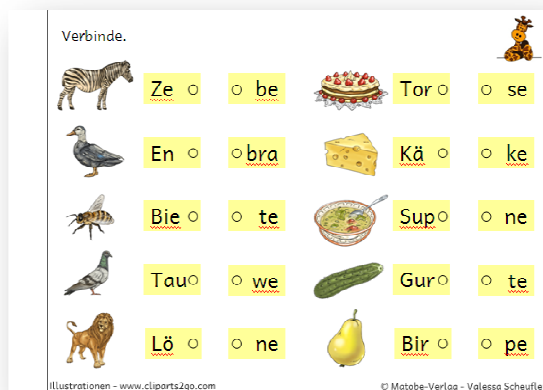 Verbinde.
Ze be Tor se
En bra Kä ke
Bie te Sup ne
Tau we Gur te
Lö ne Bir pe
Illustrationen - www.cliparts2go.com © Matobe-Verlag - Valessa Scheufle